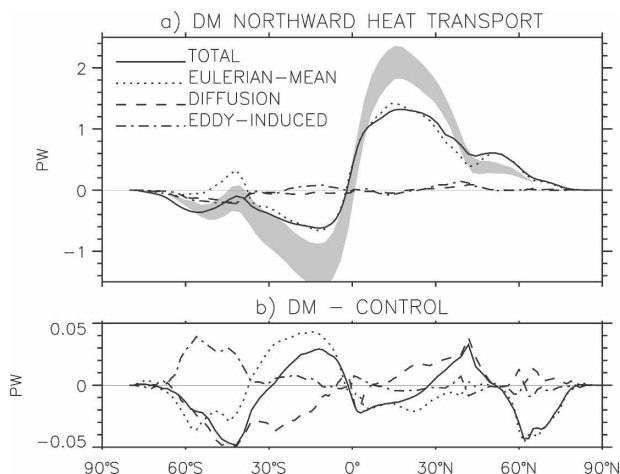 a) DM NORTHWARD HEAT TRANSPORT
TOTAL
EULERIAN-MEAN
DIFFUSION
EDDY-INDUCED
2
1
0
-1
PW
b) DM - CONTROL
0.05
0
-0.05
PW
90°S 60°S 30°S 0° 30°N 60°N 90°N